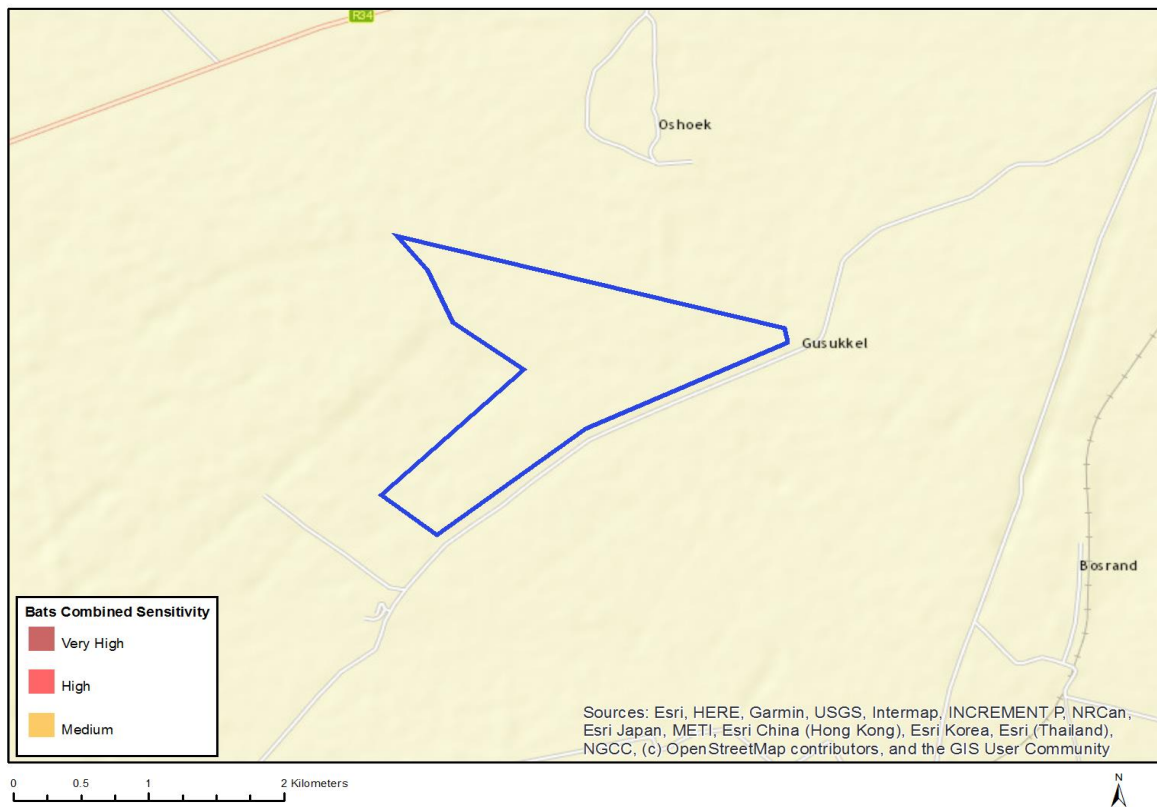 R34
Oshoek
Gusukkel
Bosrand
Bats Combined Sensitivity
Very High
High
Medium
Sources: Esri, HERE, Garmin, USGS, Intermap, INCREMENT P, NRCan,
Esri Japan, METI, Esri China (Hong Kong), Esri Korea, Esri (Thailand),
NGCC, (c) OpenStreetMap contributors, and the GIS User Community
0 0.5 1 2 Kilometers
N